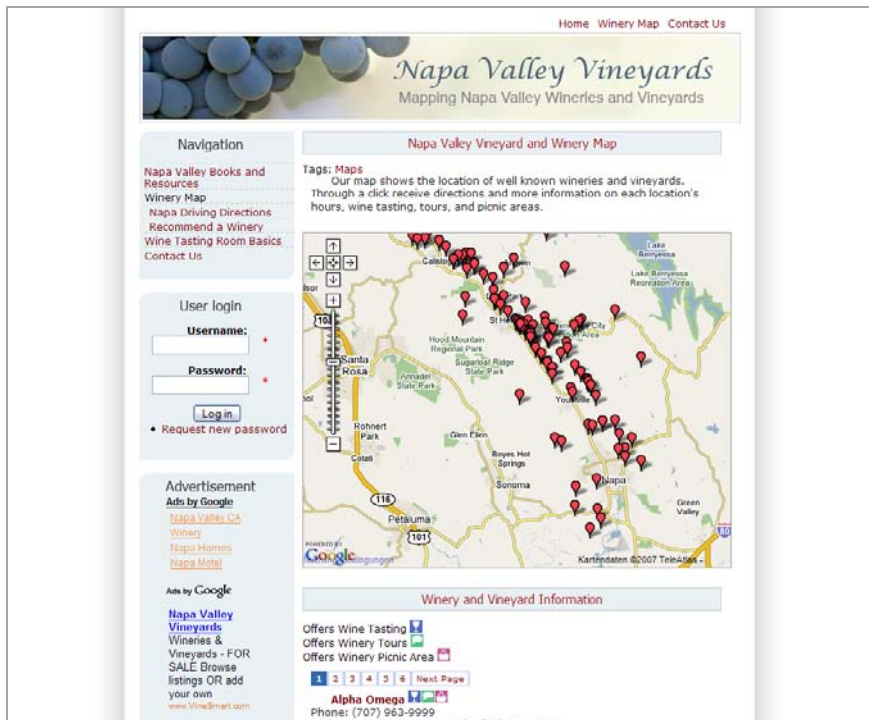 Home Winery Map Contact Us
Napa Valley Vineyards
Mapping Napa Valley Wineries and Vineyards
Navigation
Napa Valley Books and
Resources
Winery Map
Napa Driving Directions
Recommend a Winery
Wine Tasting Room Basics
Contact Us
User login
Username:
*
Password:
*
Log in
Request new password
Advertisement
Ads by Google
Napa Valley CA
Winery
Napa Homes
Napa Motel
Ads by Google
Napa Valley
Vineyards
Wineries &
Vineyards - FOR
SALE Browse
listings OR add
your own
www.VineSmart.com
Napa Valley Vineyard and Winery Map
Tags: Maps
Our map shows the location of well known wineries and vineyards.
Through a click receive directions and more information on each location's
hours, wine tasting, tours, and picnic areas.
Lake
Berryessa
Lake Berryessa
Recreation Area
Hood Mountain
Regional Park
Sugarloaf Ridge
State Park
Santa
Rosa
Annadel
State Park
Rohnert
Park
Cotati
Glen Ellen
Boyes Hot
Springs
Sonoma
Napa
Green
Valley
116
Petaluma
101
80
POWERED BY
Google
Kartendaten ©2007 TeleAtlas -
Winery and Vineyard Information
Offers Wine Tasting
Offers Winery Tours
Offers Winery Picnic Area
1 2 3 4 5 6 Next Page
Alpha Omega
Phone: (707) 963-9999